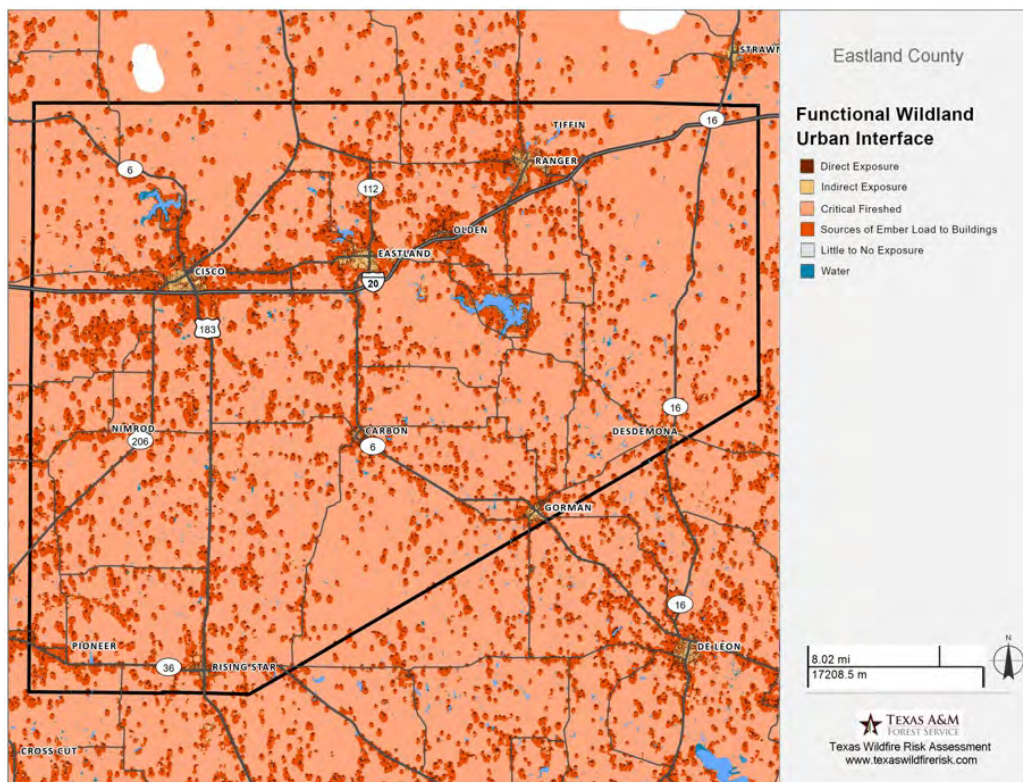 Eastland County
Functional Wildland
Urban Interface
Direct Exposure
Indirect Exposure
Critical Fireshed
Sources of Ember Load to Buildings
Little to No Exposure
Water
STRAWN
16
TIFFIN
RANGER
6
112
OLDEN
EASTLAND
CISCO
20
183
16
NIMROD
206
CARBON
6
DESDEMONA
GORMAN
16
PIONEER
36
RISING STAR
DE LEON
CROSS CUT
8.02 mi
17208.5 m
N
TEXAS A&M
FOREST SERVICE
Texas Wildfire Risk Assessment
www.texaswildfirerisk.com